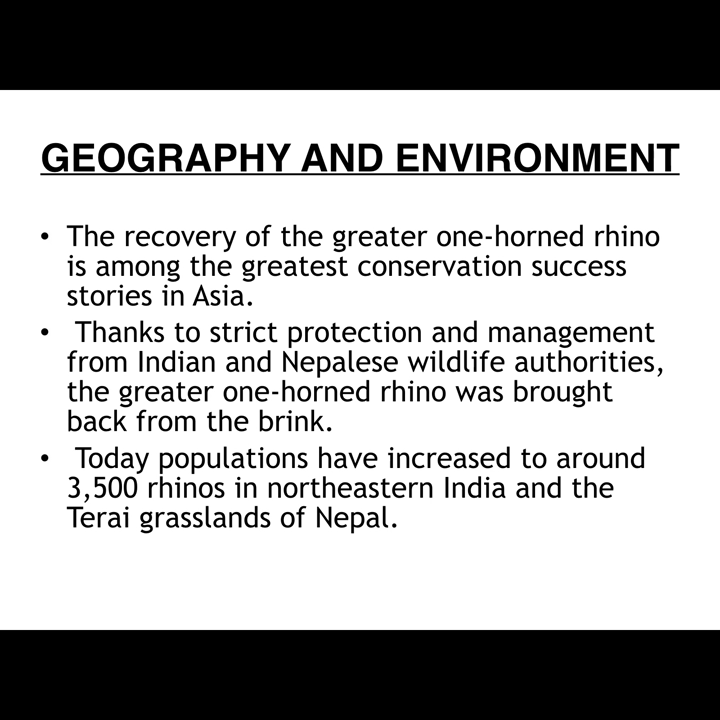 GEOGRAPHY AND ENVIRONMENT
• The recovery of the greater one-horned rhino
is among the greatest conservation success
stories in Asia.
• Thanks to strict protection and management
from Indian and Nepalese wildlife authorities,
the greater one-horned rhino was brought
back from the brink.
• Today populations have increased to around
3,500 rhinos in northeastern India and the
Terai grasslands of Nepal.